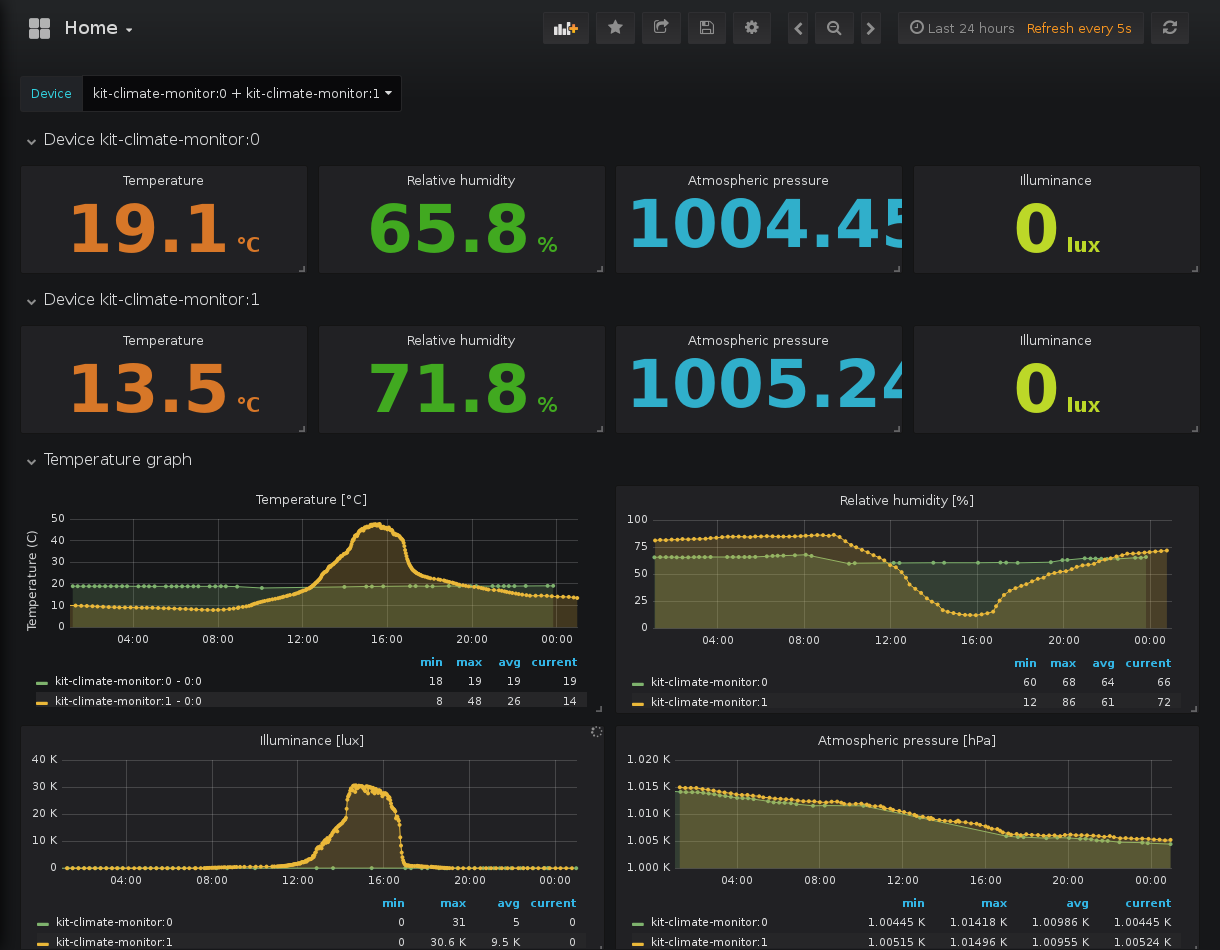 Home
Last 24 hours Refresh every 5s
Device kit-climate-monitor:0 + kit-climate-monitor:1
Device kit-climate-monitor:0
Temperature Relative humidity Atmospheric pressure Illuminance
19.1 °C 65.8 % 1004.45 0 lux
Device kit-climate-monitor:1
Temperature Relative humidity Atmospheric pressure Illuminance
13.5 °C 71.8 % 1005.24 0 lux
Temperature graph
Temperature [°C]
Temperature (C)
50
40
30
20
10
0
04:00 08:00 12:00 16:00 20:00 00:00
min max avg current
kit-climate-monitor:0 - 0:0 18 19 19 19
kit-climate-monitor:1 - 0:0 8 48 26 14
Relative humidity [%]
100
75
50
25
0
04:00 08:00 12:00 16:00 20:00 00:00
min max avg current
kit-climate-monitor:0 60 68 64 66
kit-climate-monitor:1 12 86 61 72
Illuminance [lux]
40 K
30 K
20 K
10 K
0
04:00 08:00 12:00 16:00 20:00 00:00
min max avg current
kit-climate-monitor:0 0 31 5 0
kit-climate-monitor:1 0 30.6 K 9.5 K 0
Atmospheric pressure [hPa]
1.020 K
1.015 K
1.010 K
1.005 K
1.000 K
04:00 08:00 12:00 16:00 20:00 00:00
min max avg current
kit-climate-monitor:0 1.00445 K 1.01418 K 1.00986 K 1.00445 K
kit-climate-monitor:1 1.00515 K 1.01496 K 1.00955 K 1.00524 K